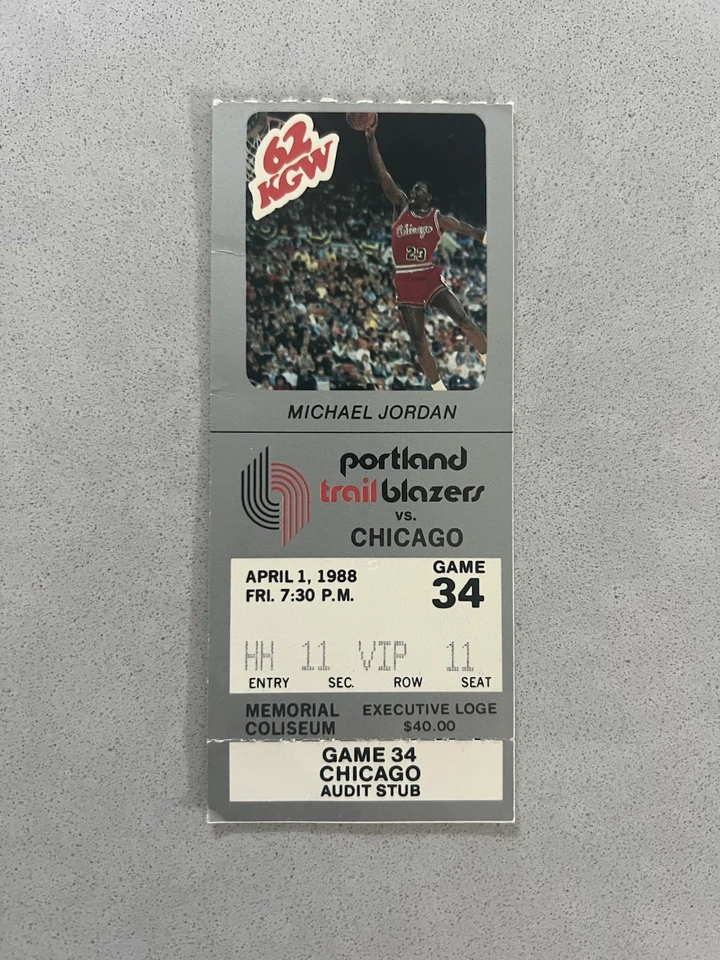 62
KGW
Chicago
23
MICHAEL JORDAN
portland
trail blazers
vs.
CHICAGO
APRIL 1, 1988
FRI. 7:30 P.M.
GAME
34
HH 11 VIP 11
ENTRY SEC. ROW SEAT
MEMORIAL
COLISEUM
EXECUTIVE LOGE
$40.00
GAME 34
CHICAGO
AUDIT STUB